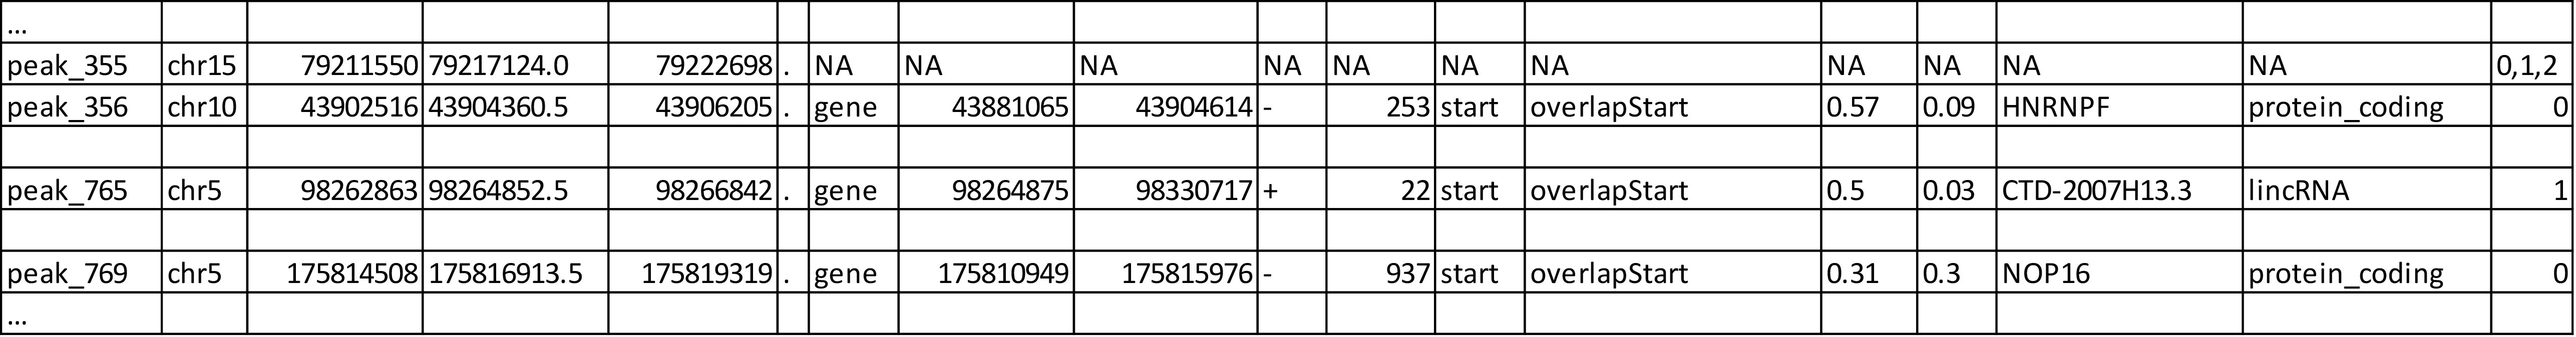 ...
peak_355 chr15 79211550 79217124.0 79222698 . NA NA NA NA NA NA NA NA NA NA NA 0,1,2
peak_356 chr10 43902516 43904360.5 43906205 . gene 43881065 43904614 - 253 start overlapStart 0.57 0.09 HNRNPF protein_coding 0
peak_765 chr5 98262863 98264852.5 98266842 . gene 98264875 98330717 + 22 start overlapStart 0.5 0.03 CTD-2007H13.3 lincRNA 1
peak_769 chr5 175814508 175816913.5 175819319 . gene 175810949 175815976 - 937 start overlapStart 0.31 0.3 NOP16 protein_coding 0
...